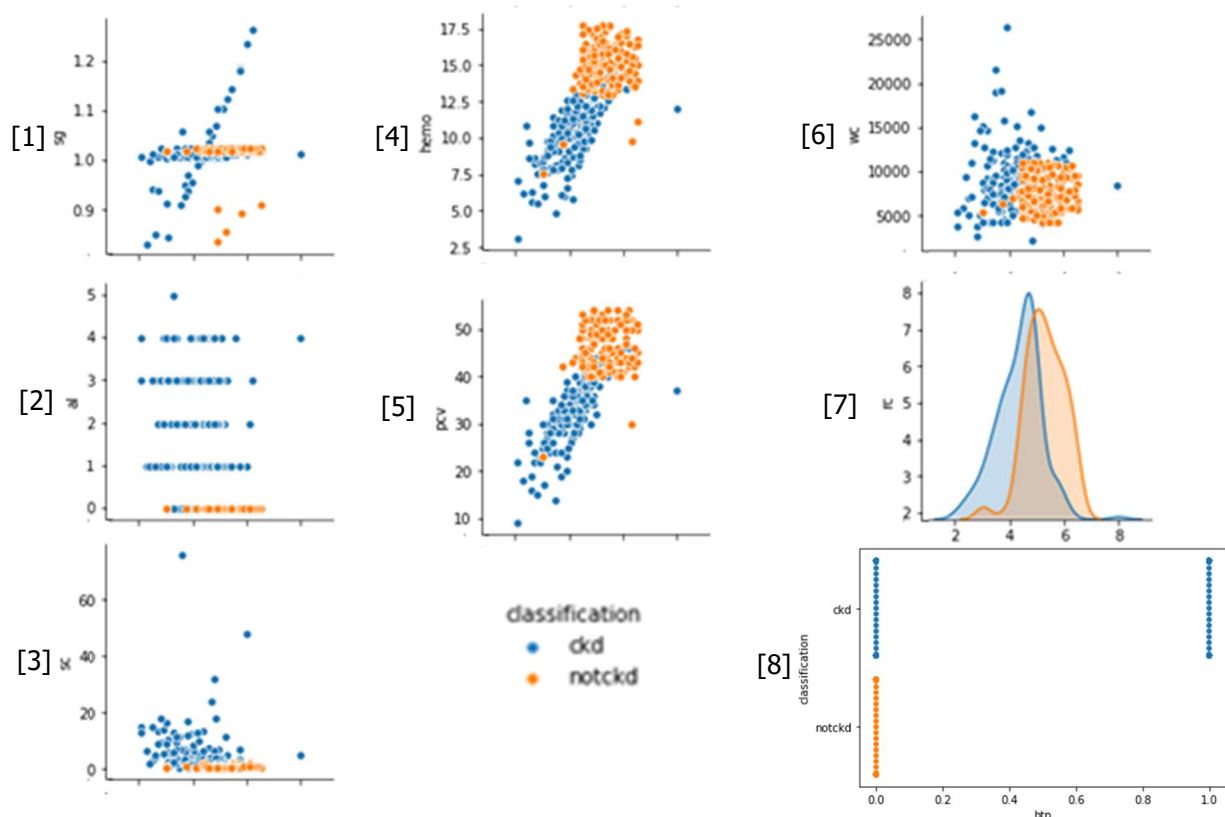 [1]
sg
1.2
1.1
1.0
0.9
[2]
al
5
4
3
2
1
0
[3]
sc
60
40
20
0
[4]
hemo
17.5
15.0
12.5
10.0
7.5
5.0
2.5
[5]
pcv
50
40
30
20
10
classification
ckd
notckd
[6]
wc
25000
20000
15000
10000
5000
[7]
rc
8
7
6
5
4
3
2
2 4 6 8
[8]
classification
ckd
notckd
0.0 0.2 0.4 0.6 0.8 1.0
htn